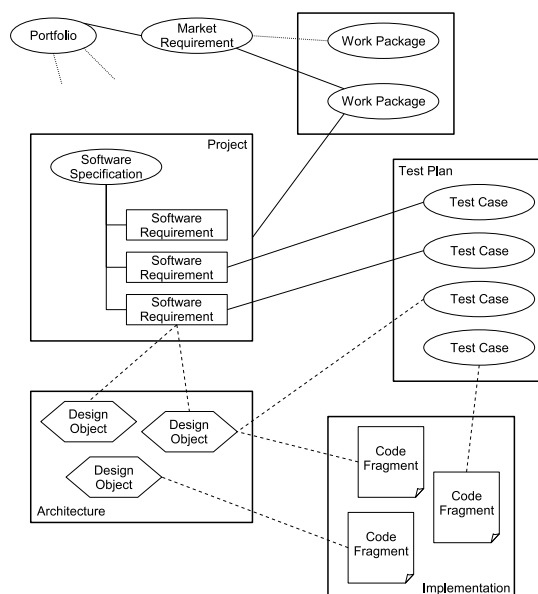 Portfolio
Market
Requirement
Work Package
Work Package
Project
Software
Specification
Software
Requirement
Software
Requirement
Software
Requirement
Test Plan
Test Case
Test Case
Test Case
Test Case
Design
Object
Design
Object
Design
Object
Architecture
Code
Fragment
Code
Fragment
Code
Fragment
Implementation